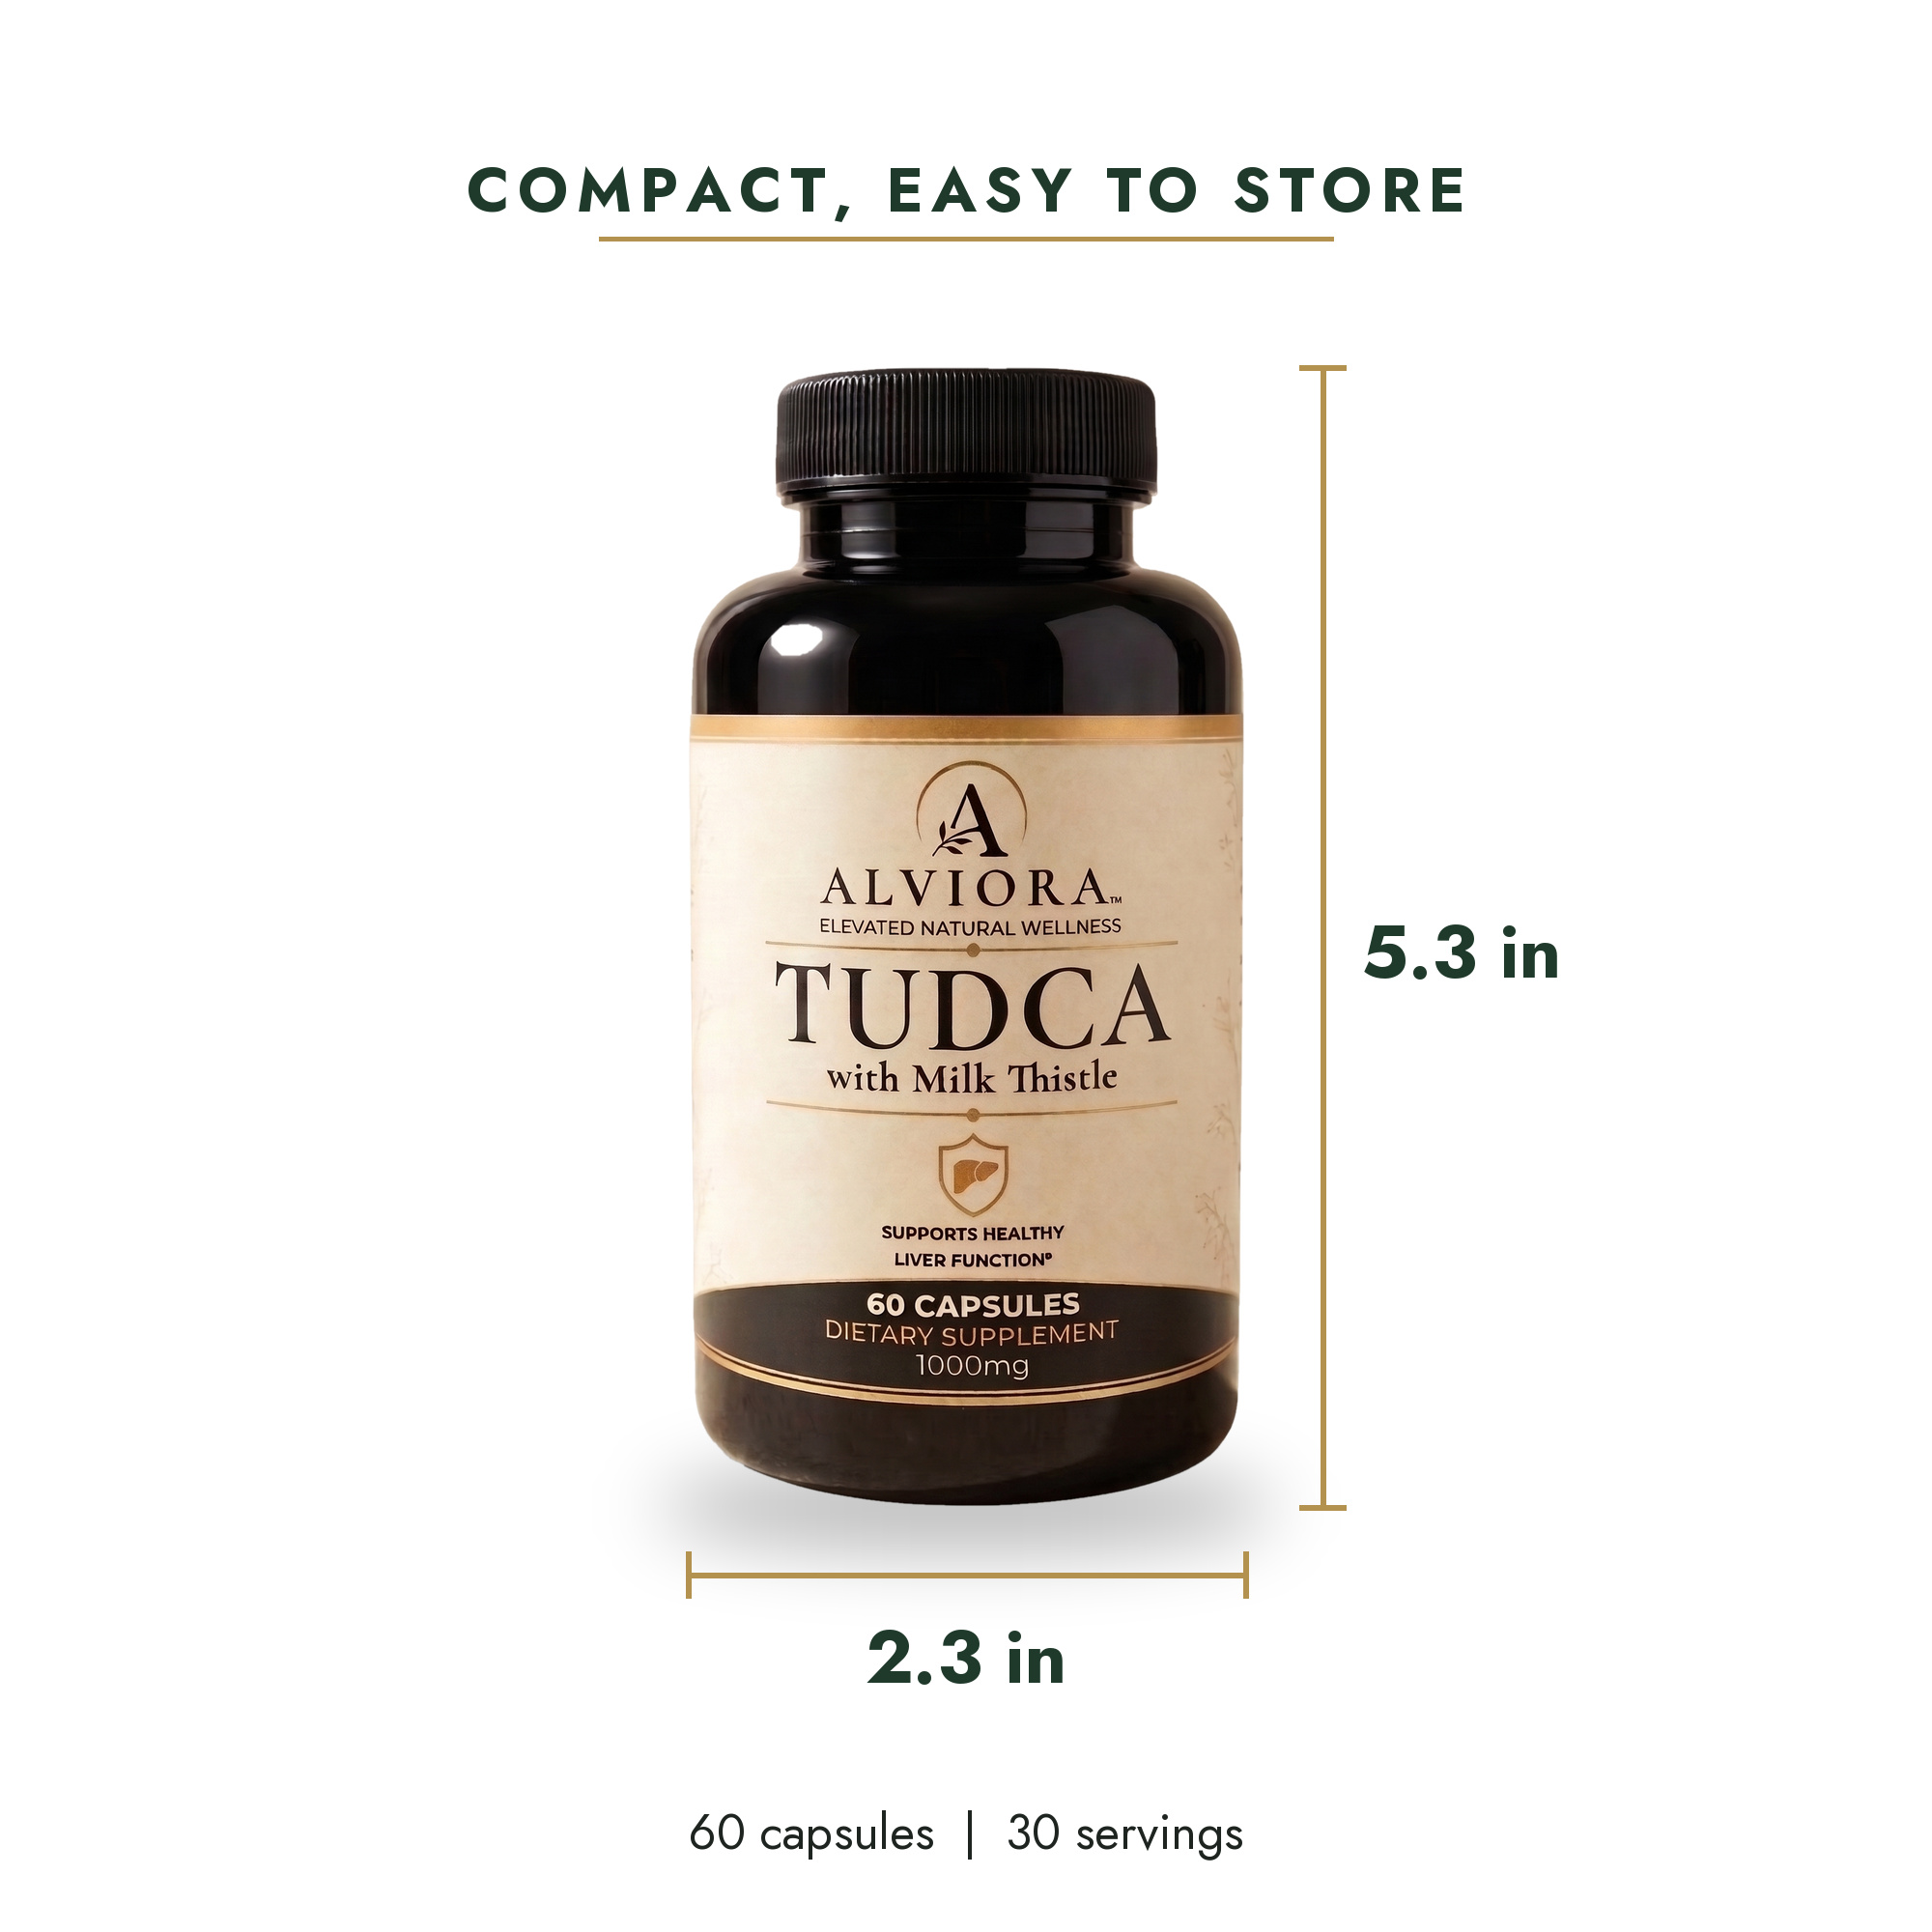 COMPACT, EASY TO STORE
A
ALVIORA™
ELEVATED NATURAL WELLNESS
TUDCA
with Milk Thistle
SUPPORTS HEALTHY
LIVER FUNCTION
60 CAPSULES
DIETARY SUPPLEMENT
1000mg
5.3 in
2.3 in
60 capsules | 30 servings